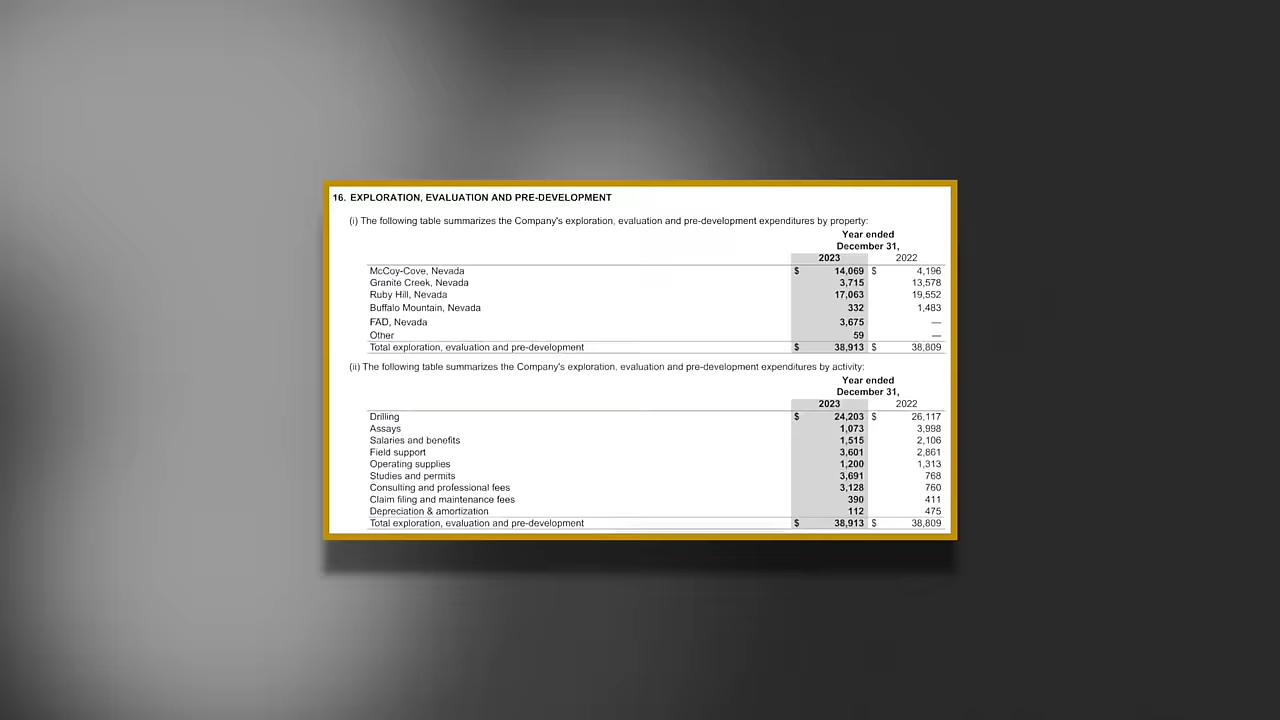 16. EXPLORATION, EVALUATION AND PRE-DEVELOPMENT
(i) The following table summarizes the Company's exploration, evaluation and pre-development expenditures by property:
Year ended
December 31,
2023 2022
McCoy-Cove, Nevada $ 14,069 $ 4,196
Granite Creek, Nevada 3,715 13,578
Ruby Hill, Nevada 17,063 19,552
Buffalo Mountain, Nevada 332 1,483
FAD, Nevada 3,675 —
Other 59 —
Total exploration, evaluation and pre-development $ 38,913 $ 38,809
(ii) The following table summarizes the Company's exploration, evaluation and pre-development expenditures by activity:
Year ended
December 31,
2023 2022
Drilling $ 24,203 $ 26,117
Assays 1,073 3,998
Salaries and benefits 1,515 2,106
Field support 3,601 2,861
Operating supplies 1,200 1,313
Studies and permits 3,691 768
Consulting and professional fees 3,128 760
Claim filing and maintenance fees 390 411
Depreciation & amortization 112 475
Total exploration, evaluation and pre-development $ 38,913 $ 38,809